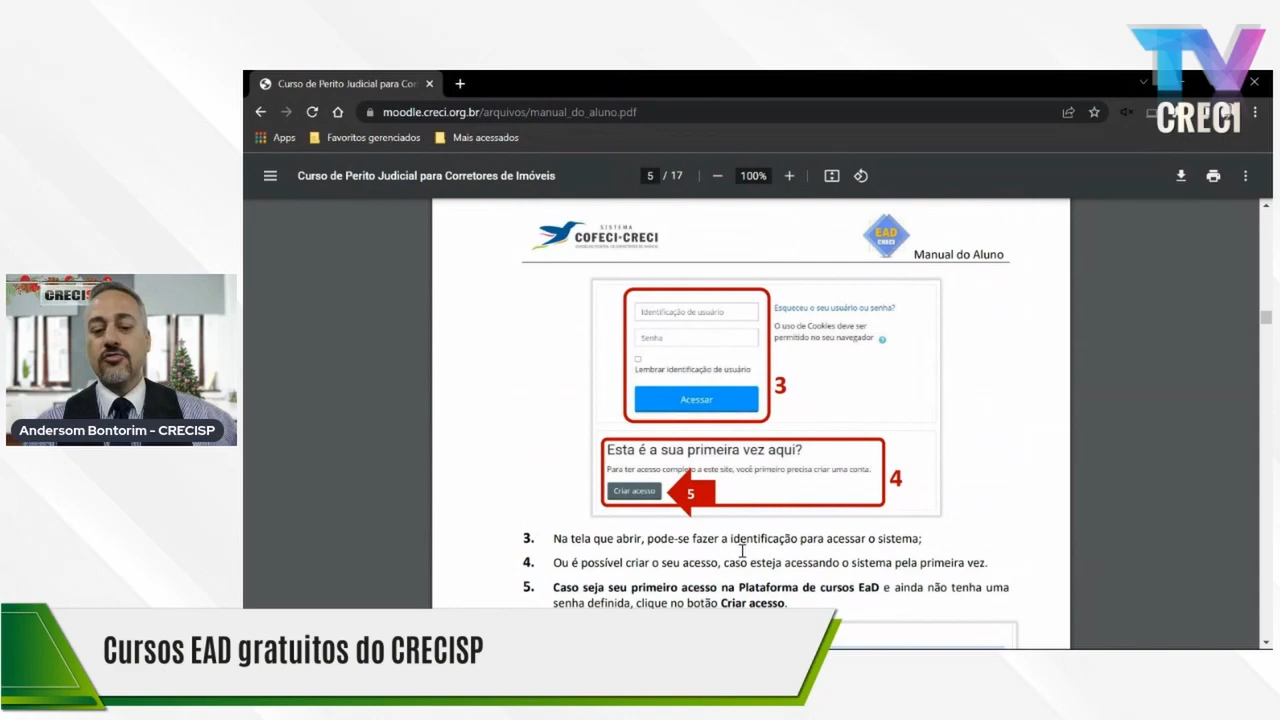 TV
CRECI
Curso de Perito Judicial para Cor
moodle.creci.org.br/arquivos/manual_do_aluno.pdf
Apps
Favoritos gerenciados
Mais acessados
Curso de Perito Judicial para Corretores de Imóveis
5 / 17
100%
SISTEMA
COFECI-CRECI
EAD
CRECI
Manual do Aluno
Identificação de usuário
Senha
Lembrar identificação de usuário
Acessar
Esqueceu o seu usuário ou senha?
O uso de Cookies deve ser
permitido no seu navegador
3
Esta é a sua primeira vez aqui?
Para ter acesso completo a este site, você primeiro precisa criar uma conta.
Criar acesso
5
4
3. Na tela que abrir, pode-se fazer a identificação para acessar o sistema;
4. Ou é possível criar o seu acesso, caso esteja acessando o sistema pela primeira vez.
5. Caso seja seu primeiro acesso na Plataforma de cursos EaD e ainda não tenha uma
senha definida, clique no botão Criar acesso.
CRECIS
Andersom Bontorim - CRECISP
Cursos EAD gratuitos do CRECISP